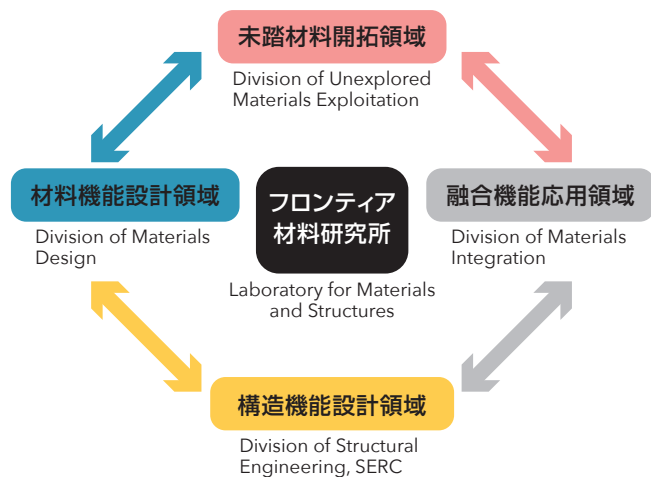 未踏材料開拓領域
Division of Unexplored
Materials Exploitation
材料機能設計領域
Division of Materials
Design
フロンティア
材料研究所
Laboratory for Materials
and Structures
融合機能応用領域
Division of Materials
Integration
構造機能設計領域
Division of Structural
Engineering, SERC